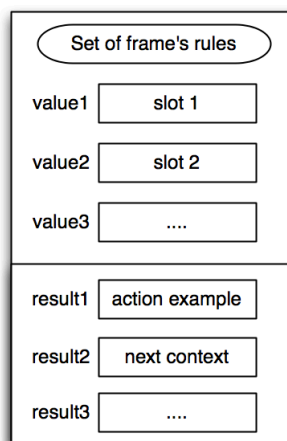 Set of frame's rules
value1 slot 1
value2 slot 2
value3 ....
result1 action example
result2 next context
result3 ....